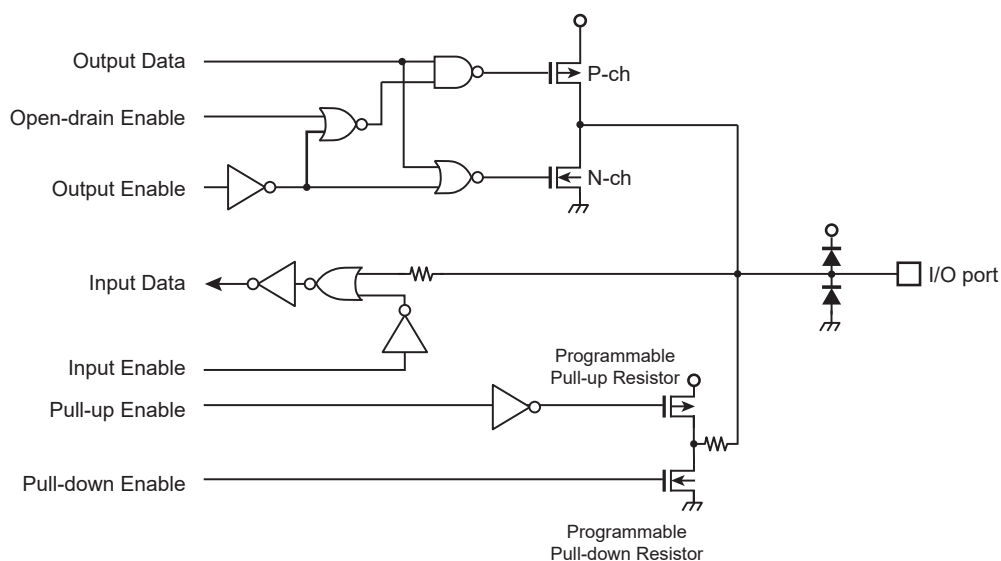 Output Data
P-ch
Open-drain Enable
Output Enable
N-ch
Input Data
I/O port
Input Enable
Programmable
Pull-up Resistor
Pull-up Enable
Pull-down Enable
Programmable
Pull-down Resistor